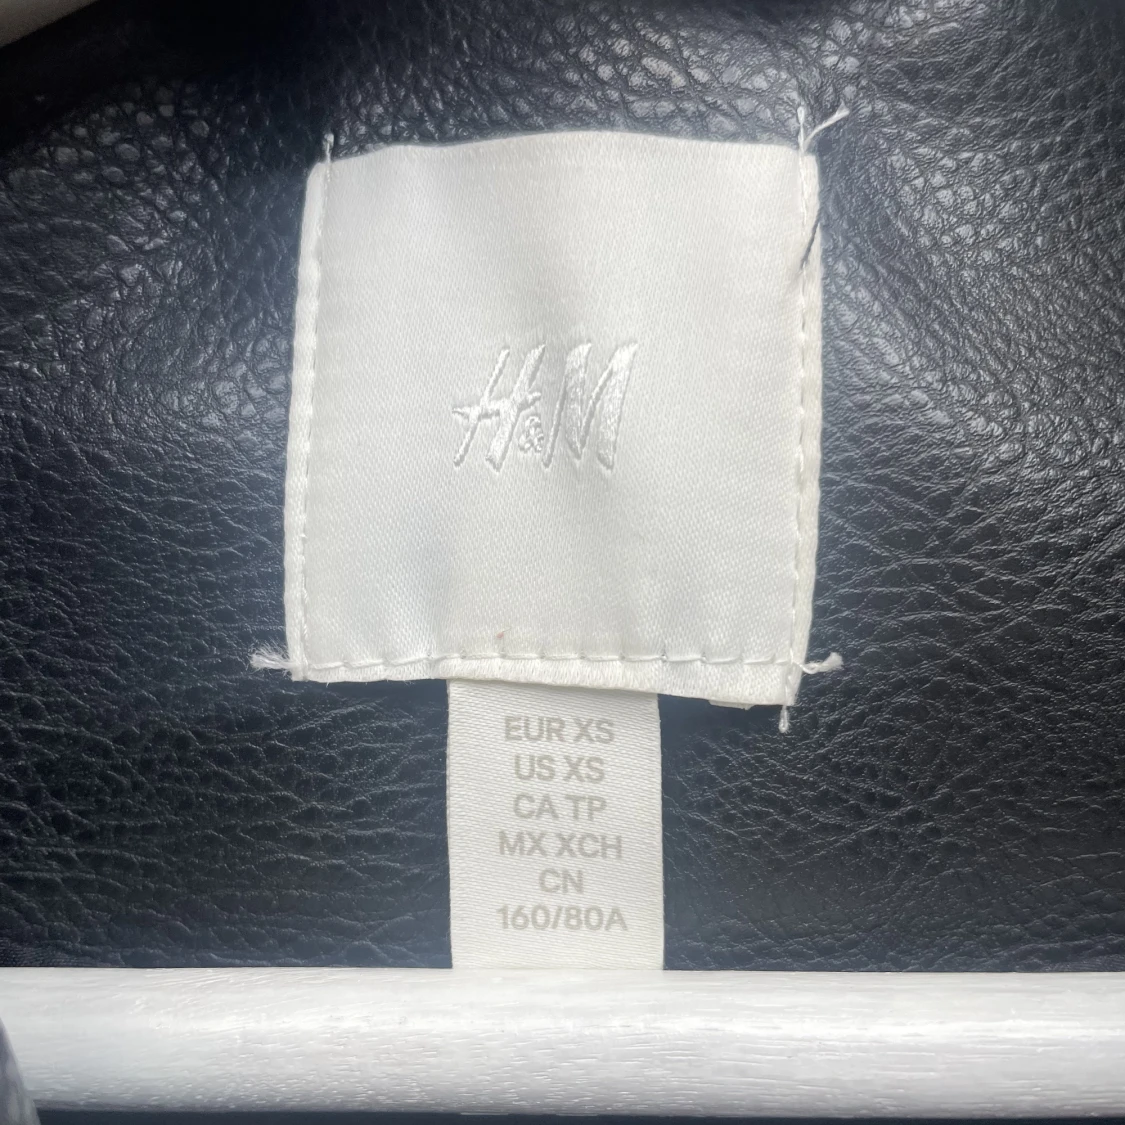 H&M
EUR XS
US XS
CA TP
MX XCH
CN
160/80A